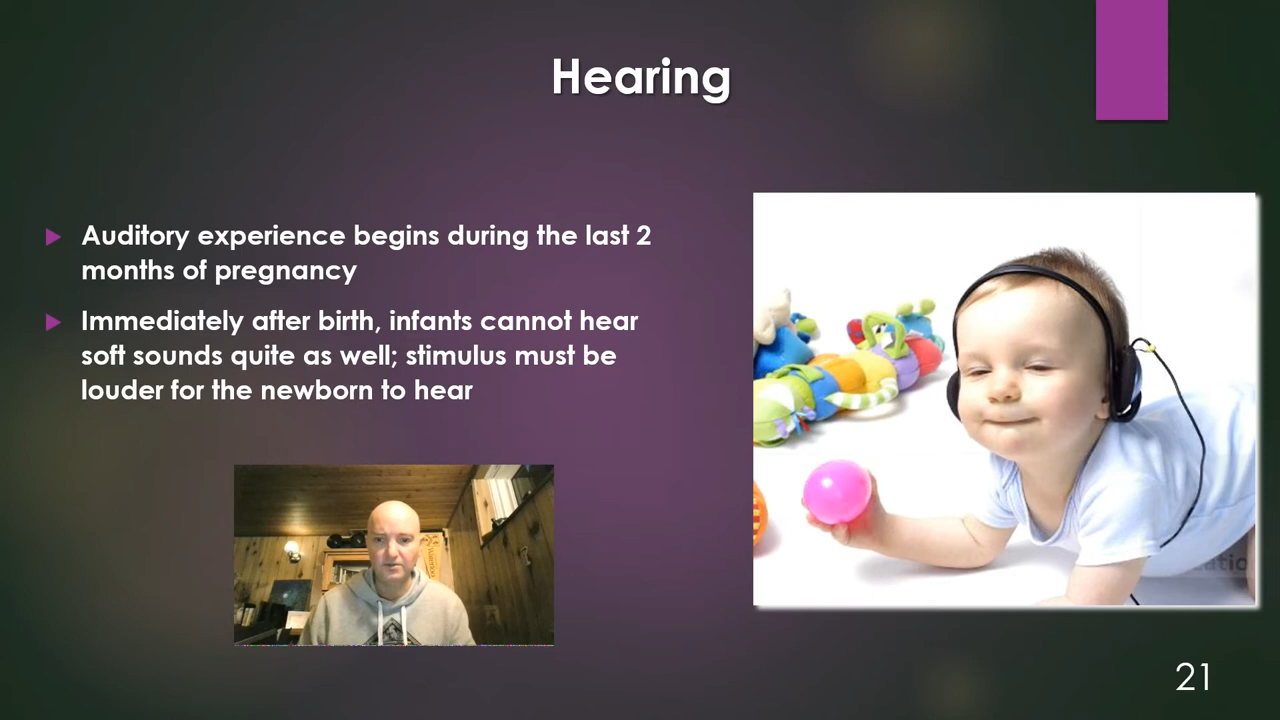 Hearing
Auditory experience begins during the last 2
months of pregnancy
Immediately after birth, infants cannot hear
soft sounds quite as well; stimulus must be
louder for the newborn to hear
21